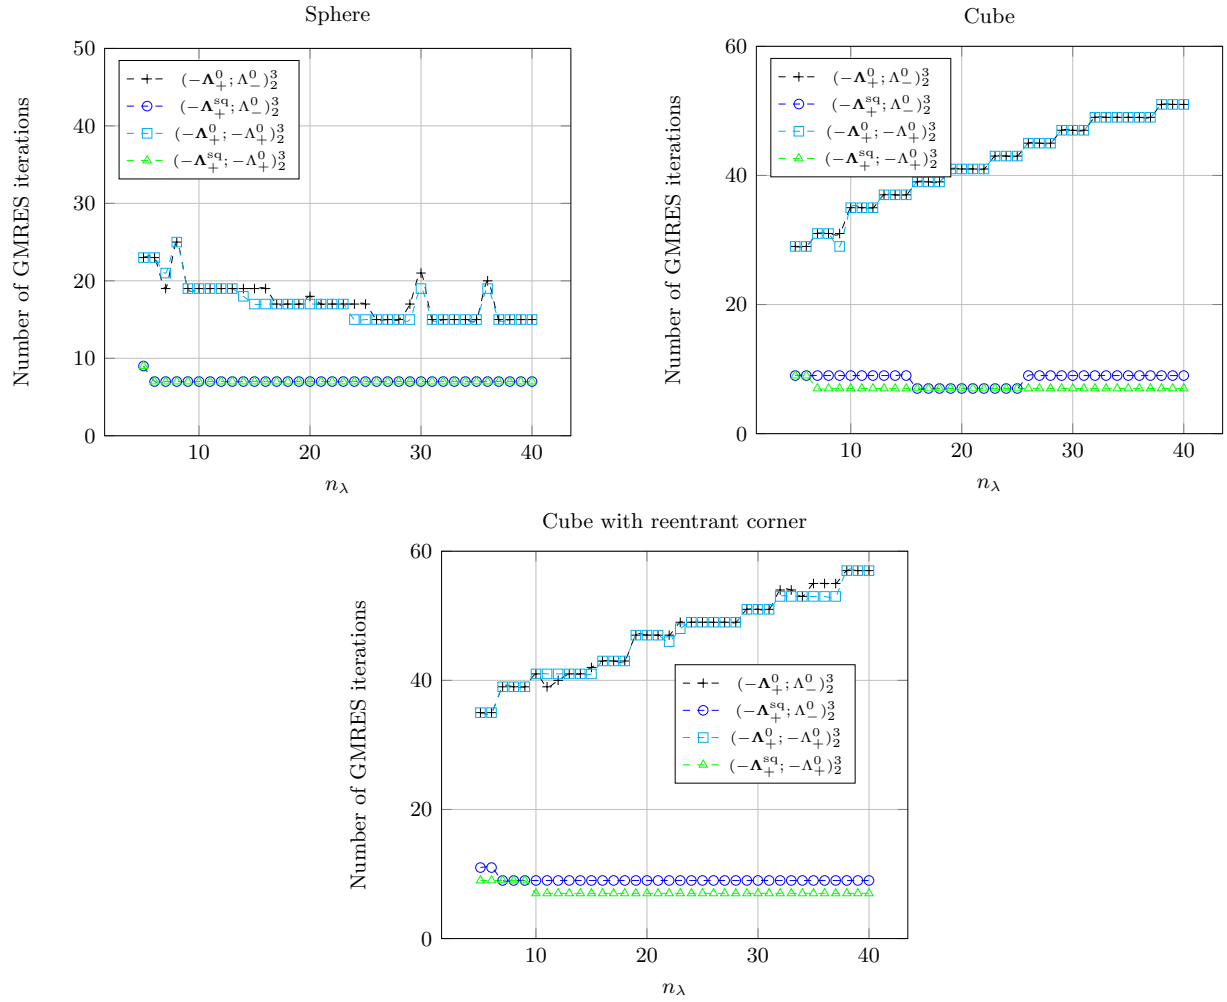 Sphere
50
40
30
20
10
0
10
20
30
40
Number of GMRES iterations
n_λ
(−Λ^0_+; Λ^0_−)^3_2
(−Λ^sq_+; Λ^0_−)^3_2
(−Λ^0_+; −Λ^0_+)^3_2
(−Λ^sq_+; −Λ^0_+)^3_2
Cube
60
40
20
0
10
20
30
40
Number of GMRES iterations
n_λ
(−Λ^0_+; Λ^0_−)^3_2
(−Λ^sq_+; Λ^0_−)^3_2
(−Λ^0_+; −Λ^0_+)^3_2
(−Λ^sq_+; −Λ^0_+)^3_2
Cube with reentrant corner
60
40
20
0
10
20
30
40
Number of GMRES iterations
n_λ
(−Λ^0_+; Λ^0_−)^3_2
(−Λ^sq_+; Λ^0_−)^3_2
(−Λ^0_+; −Λ^0_+)^3_2
(−Λ^sq_+; −Λ^0_+)^3_2